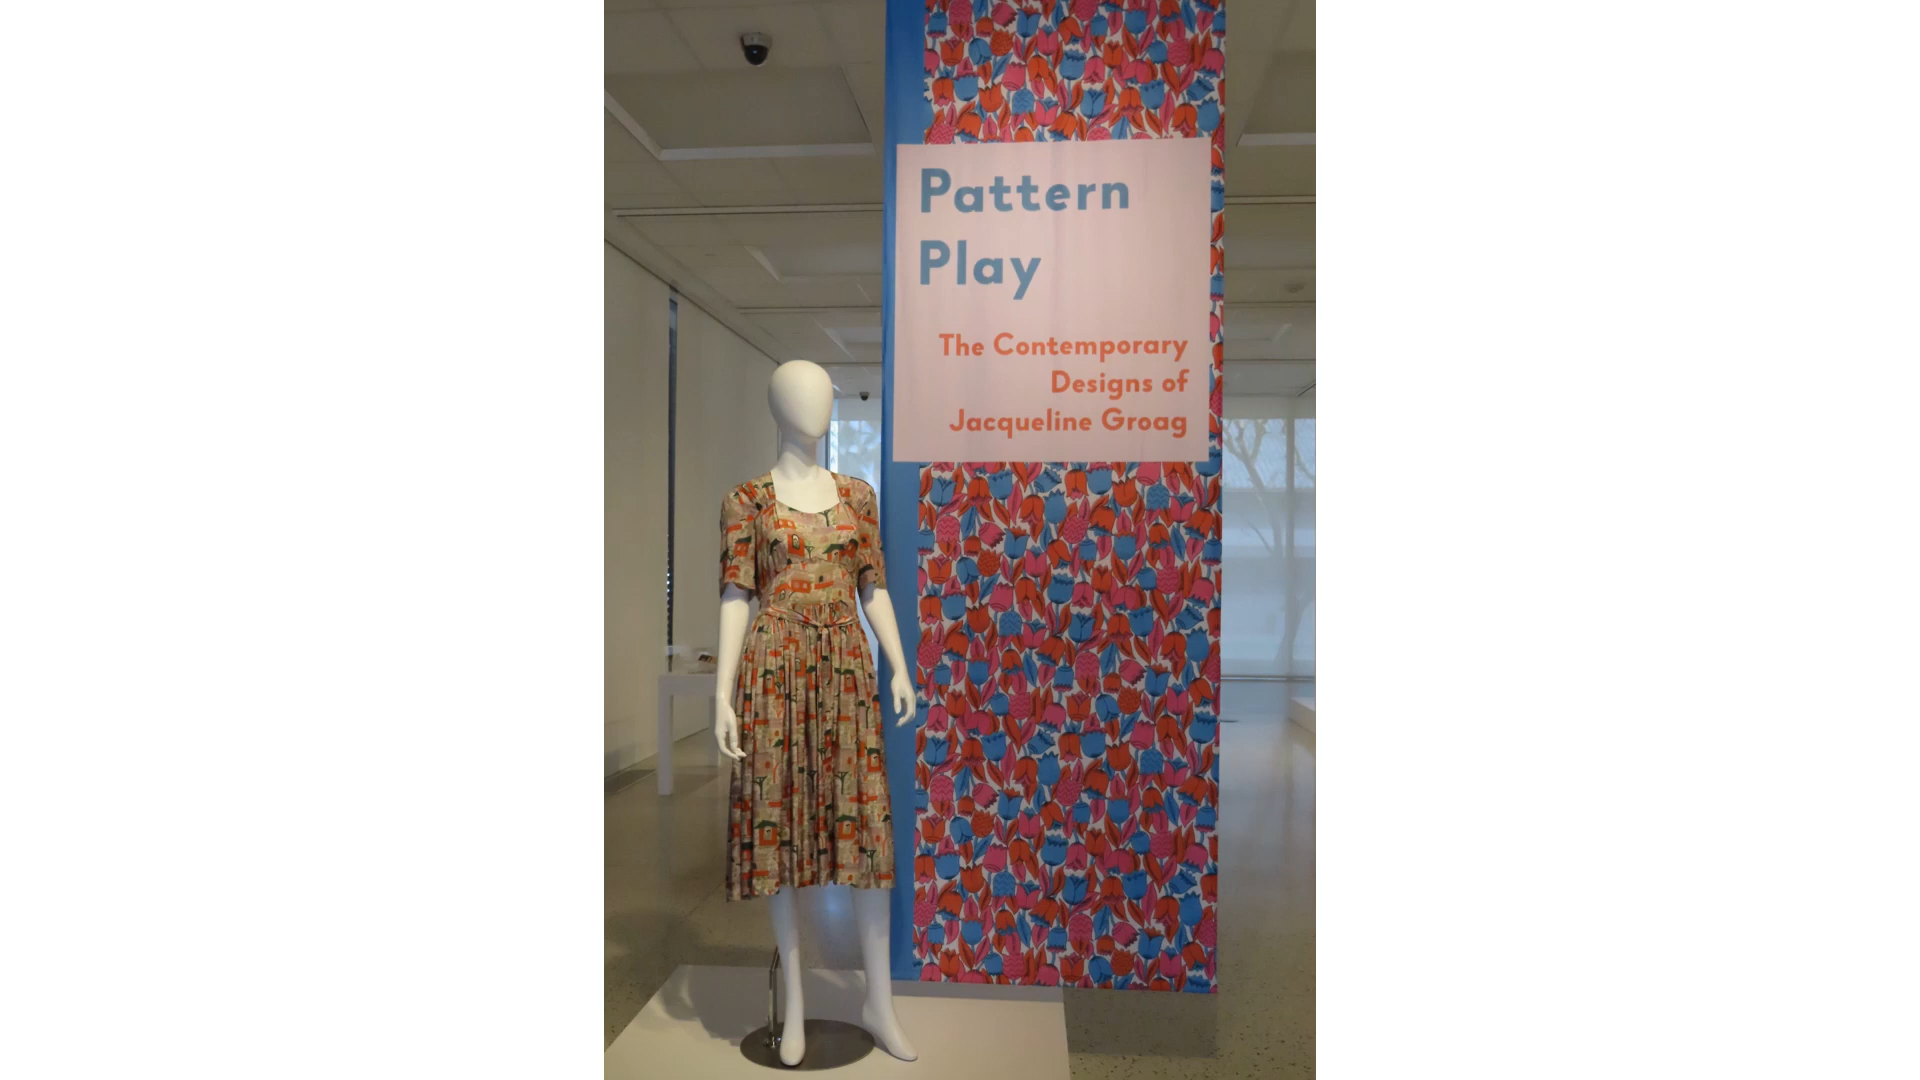 Pattern
Play
The Contemporary
Designs of
Jacqueline Groag